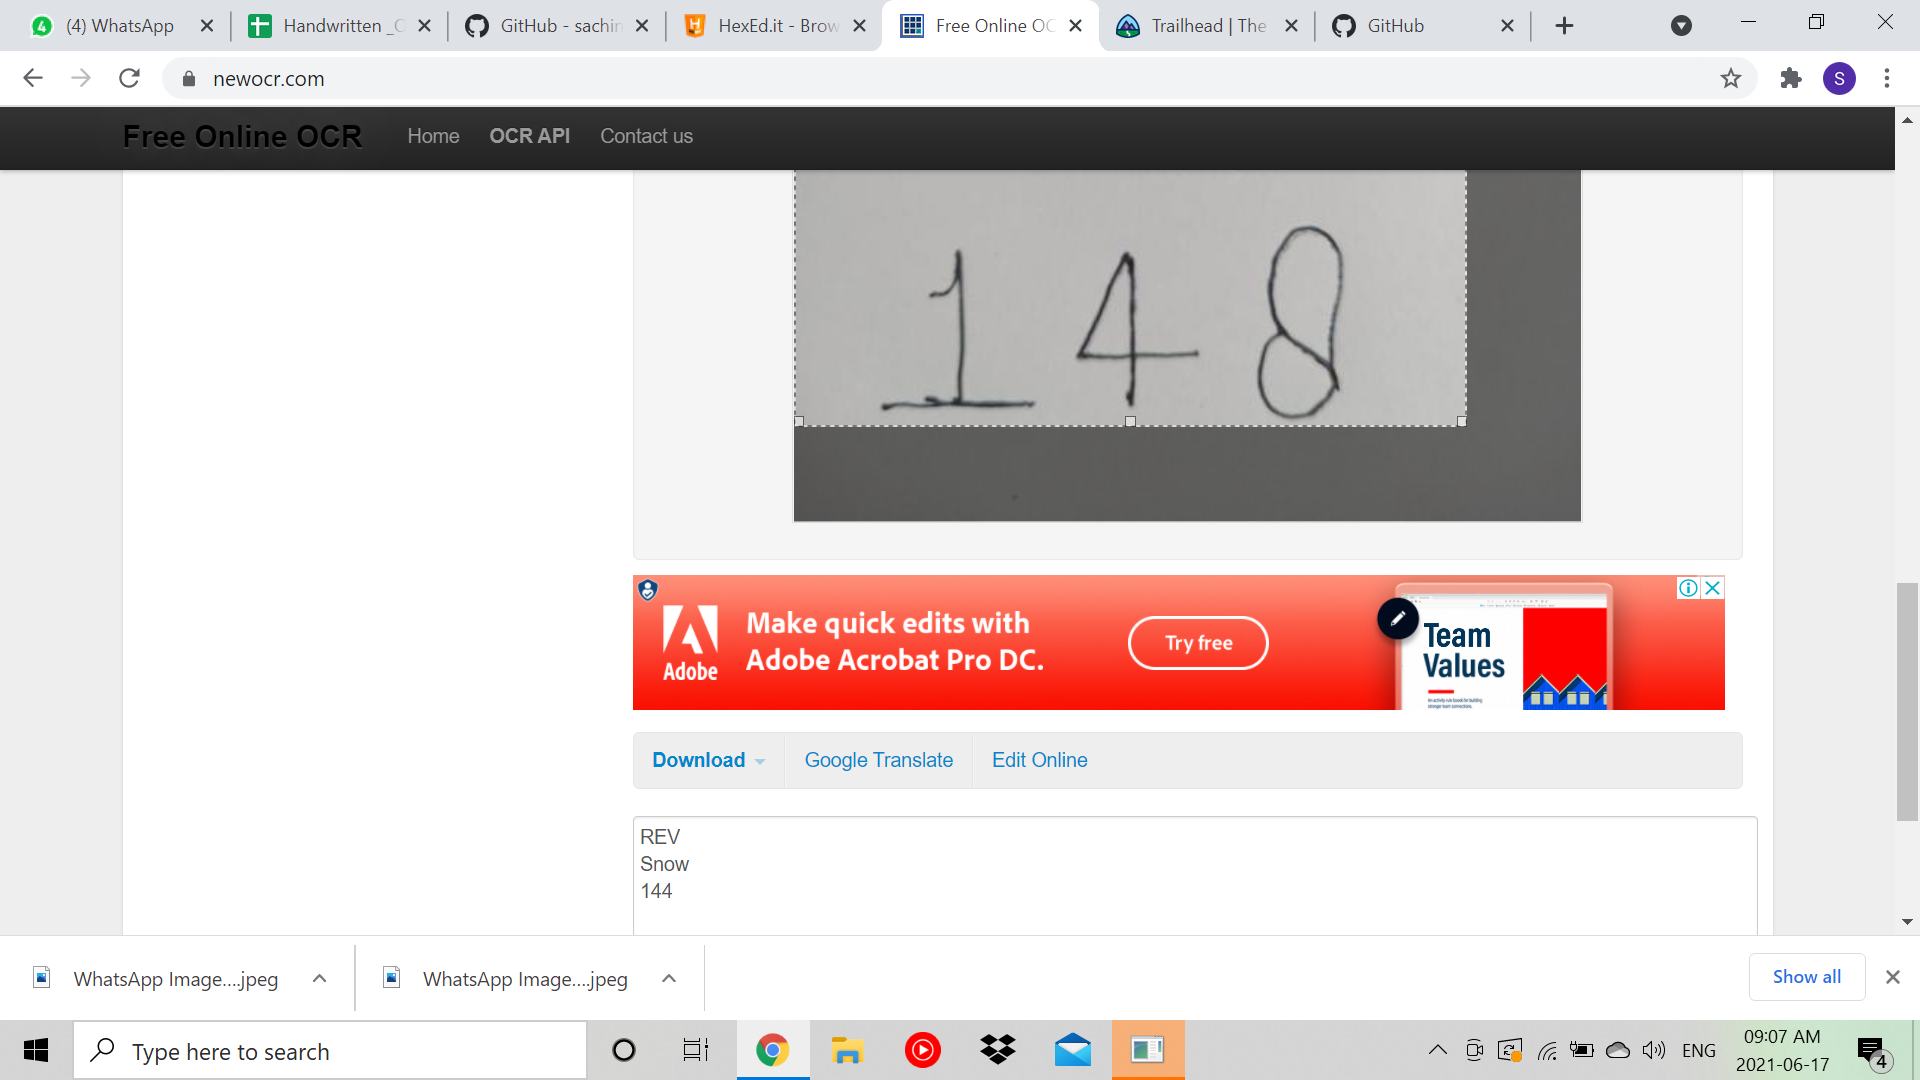 (4) WhatsApp
Handwritten _C
GitHub - sachin
HexEd.it - Brow
Free Online OC
Trailhead | The
GitHub
newocr.com
S
Free Online OCR
Home
OCR API
Contact us
1 4 8
Adobe
Make quick edits with
Adobe Acrobat Pro DC.
Try free
Team
Values
Download
Google Translate
Edit Online
REV
Snow
144
WhatsApp Image....jpeg
WhatsApp Image....jpeg
Show all
Type here to search
ENG
09:07 AM
2021-06-17
4